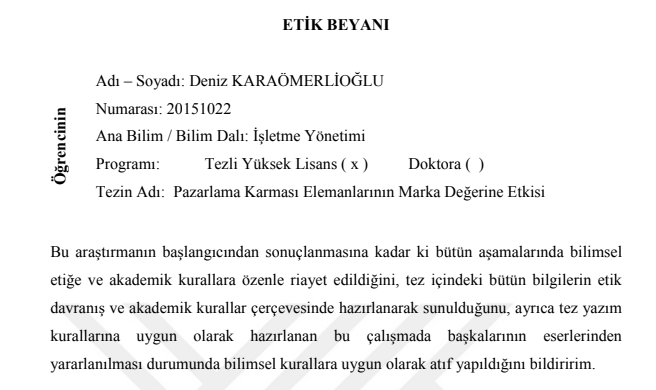 ETİK BEYANI
Öğrencinin
Adı – Soyadı: Deniz KARAÖMERLİOĞLU
Numarası: 20151022
Ana Bilim / Bilim Dalı: İşletme Yönetimi
Programı: Tezli Yüksek Lisans ( x ) Doktora ( )
Tezin Adı: Pazarlama Karması Elemanlarının Marka Değerine Etkisi
Bu araştırmanın başlangıcından sonuçlanmasına kadar ki bütün aşamalarında bilimsel
etiğe ve akademik kurallara özenle riayet edildiğini, tez içindeki bütün bilgilerin etik
davranış ve akademik kurallar çerçevesinde hazırlanarak sunulduğunu, ayrıca tez yazım
kurallarına uygun olarak hazırlanan bu çalışmada başkalarının eserlerinden
yararlanılması durumunda bilimsel kurallara uygun olarak atıf yapıldığını bildiririm.